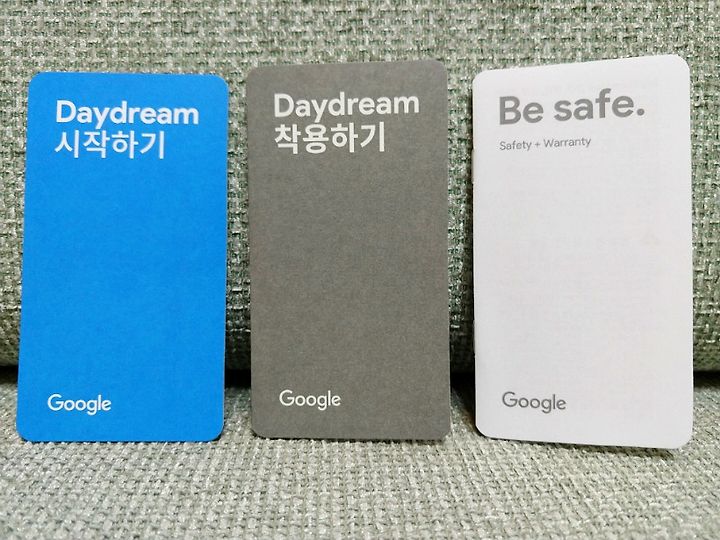 Daydream
시작하기
Google
Daydream
착용하기
Google
Be safe.
Safety + Warranty
Google